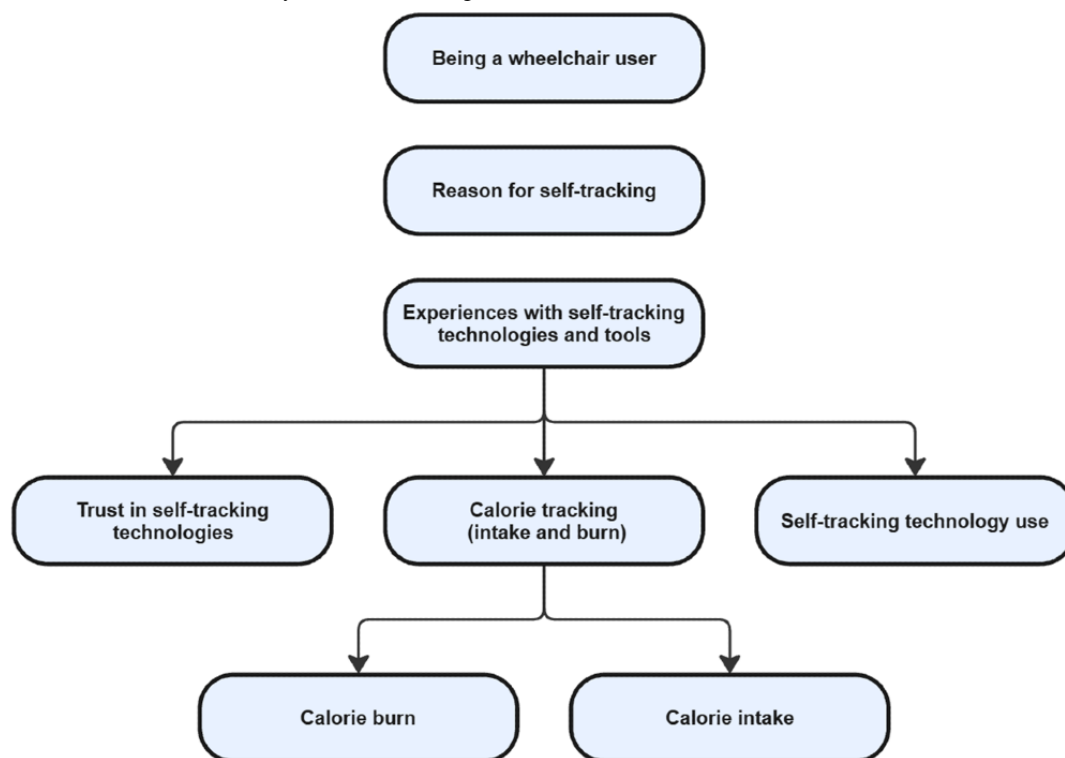 Being a wheelchair user
Reason for self-tracking
Experiences with self-tracking
technologies and tools
Trust in self-tracking
technologies
Calorie tracking
(intake and burn)
Self-tracking technology use
Calorie burn
Calorie intake